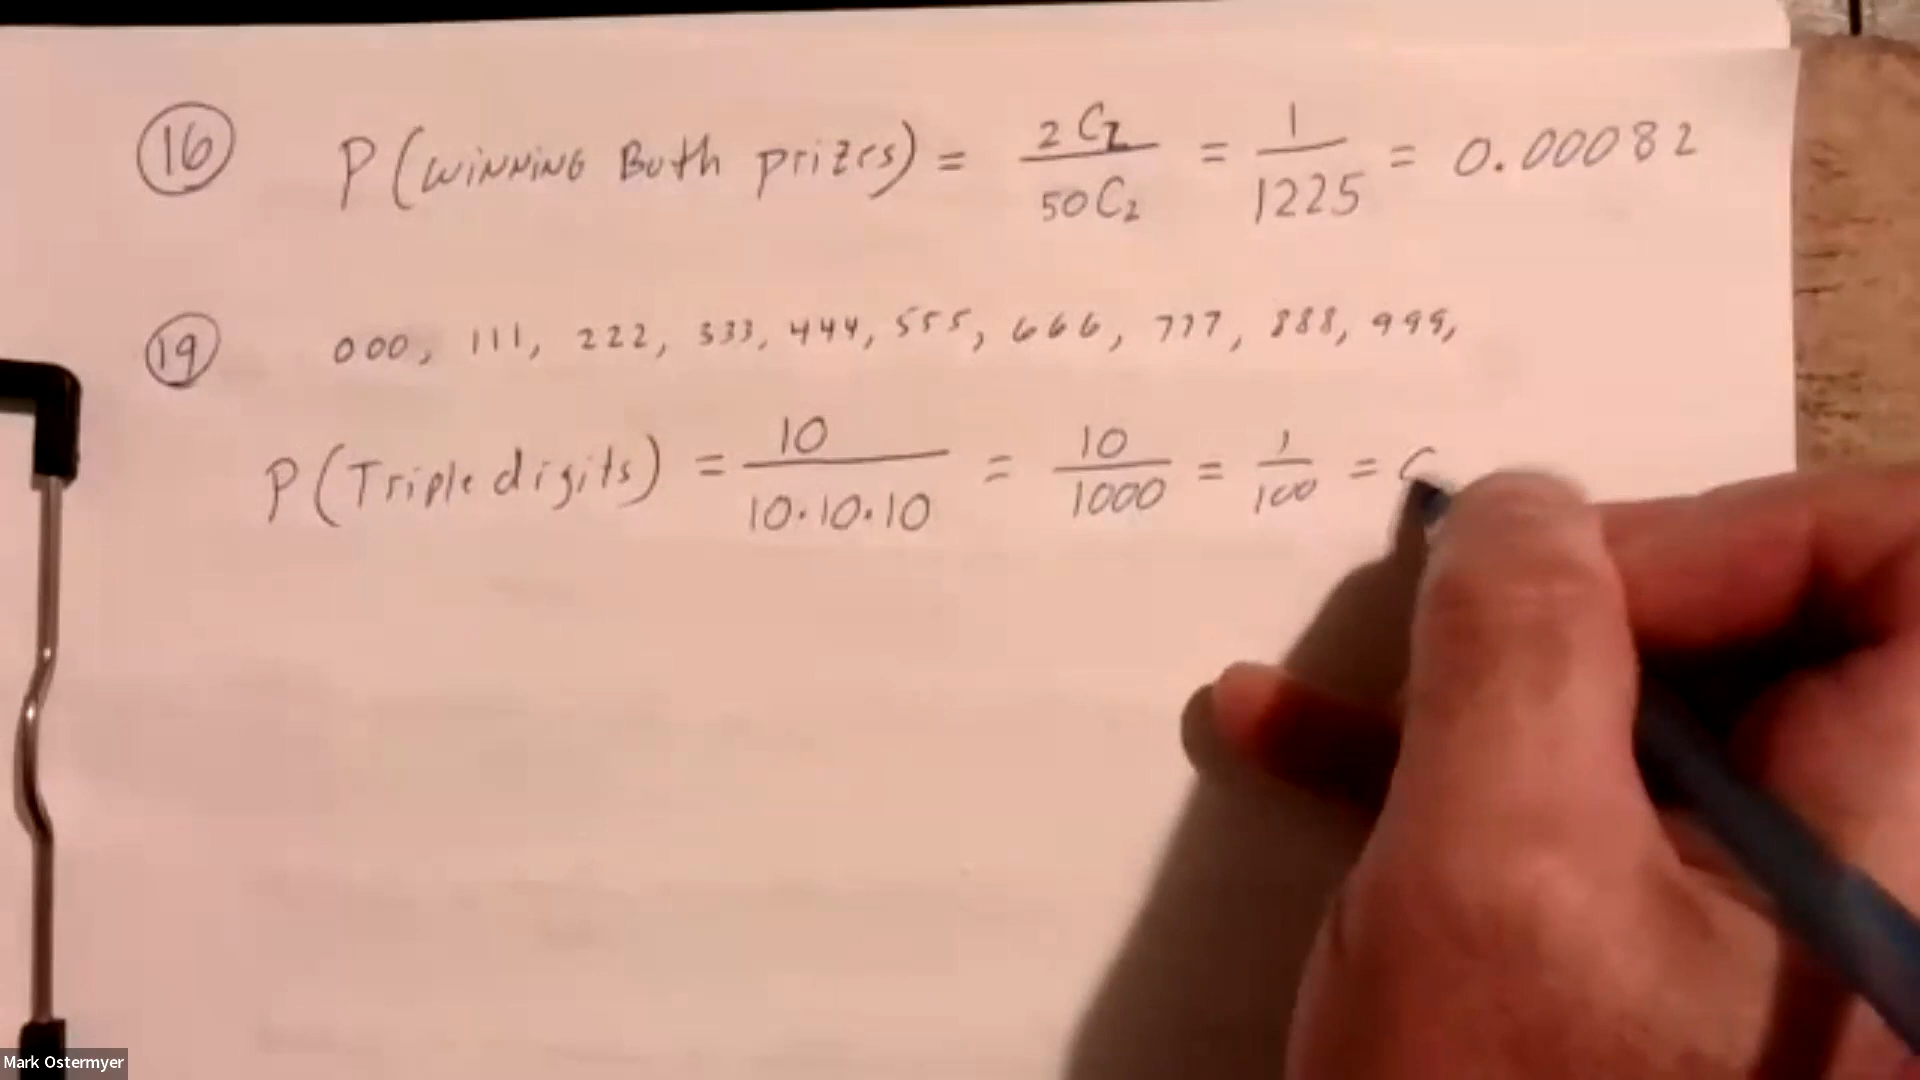 16 P(WINNING Both prizes) = 2C2/50C2 = 1/1225 = 0.00082
19 000, 111, 222, 333, 444, 555, 666, 777, 888, 999,
P(Triple digits) = 10/10·10·10 = 10/1000 = 1/100 =
Mark Ostermyer